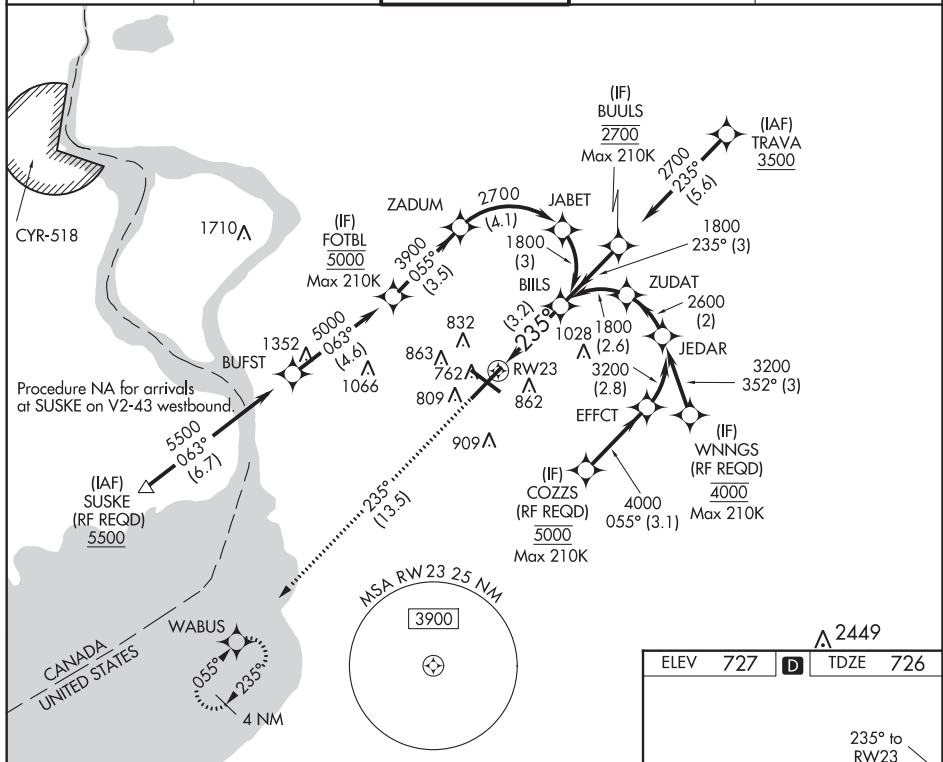 CYR-518
1710
(IF)
FOTBL
5000
Max 210K
ZADUM
2700
(4.1)
JABET
(IF)
BUULS
2700
Max 210K
(IAF)
TRAVA
3500
2700
235°
(5.6)
1800
235° (3)
1800
(3)
3900
055°
(3.5)
BIILS
ZUDAT
2600
(2)
JEDAR
1800
(2.6)
1028
(3.2)
235°
832
863
762
809
RW23
862
909
5000
063°
(4.6)
1352
BUFST
1066
Procedure NA for arrivals
at SUSKE on V2-43 westbound.
5500
063°
(6.7)
(IAF)
SUSKE
(RF REQD)
5500
3200
(2.8)
EFFCT
3200
352° (3)
(IF)
WNNGS
(RF REQD)
4000
Max 210K
(IF)
COZZS
(RF REQD)
5000
Max 210K
4000
055° (3.1)
235°
(13.5)
MSA RW23 25 NM
3900
WABUS
055°
235°
4 NM
CANADA
UNITED STATES
2449
ELEV 727 D TDZE 726
235° to
RW23